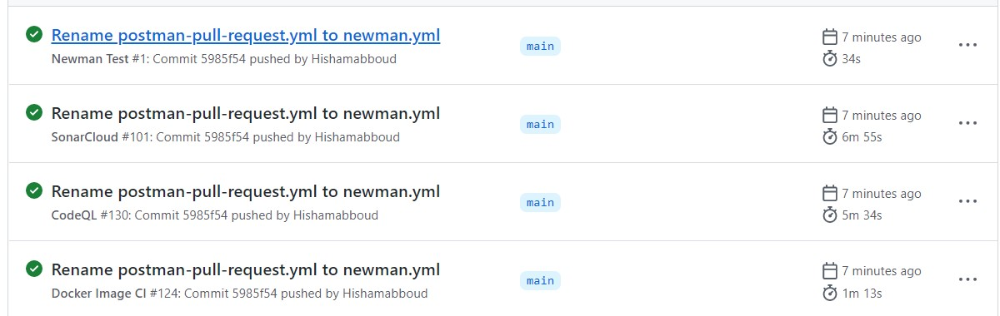 Rename postman-pull-request.yml to newman.yml
Newman Test #1: Commit 5985f54 pushed by Hishamabboud
main
7 minutes ago
34s
Rename postman-pull-request.yml to newman.yml
SonarCloud #101: Commit 5985f54 pushed by Hishamabboud
main
7 minutes ago
6m 55s
Rename postman-pull-request.yml to newman.yml
CodeQL #130: Commit 5985f54 pushed by Hishamabboud
main
7 minutes ago
5m 34s
Rename postman-pull-request.yml to newman.yml
Docker Image CI #124: Commit 5985f54 pushed by Hishamabboud
main
7 minutes ago
1m 13s